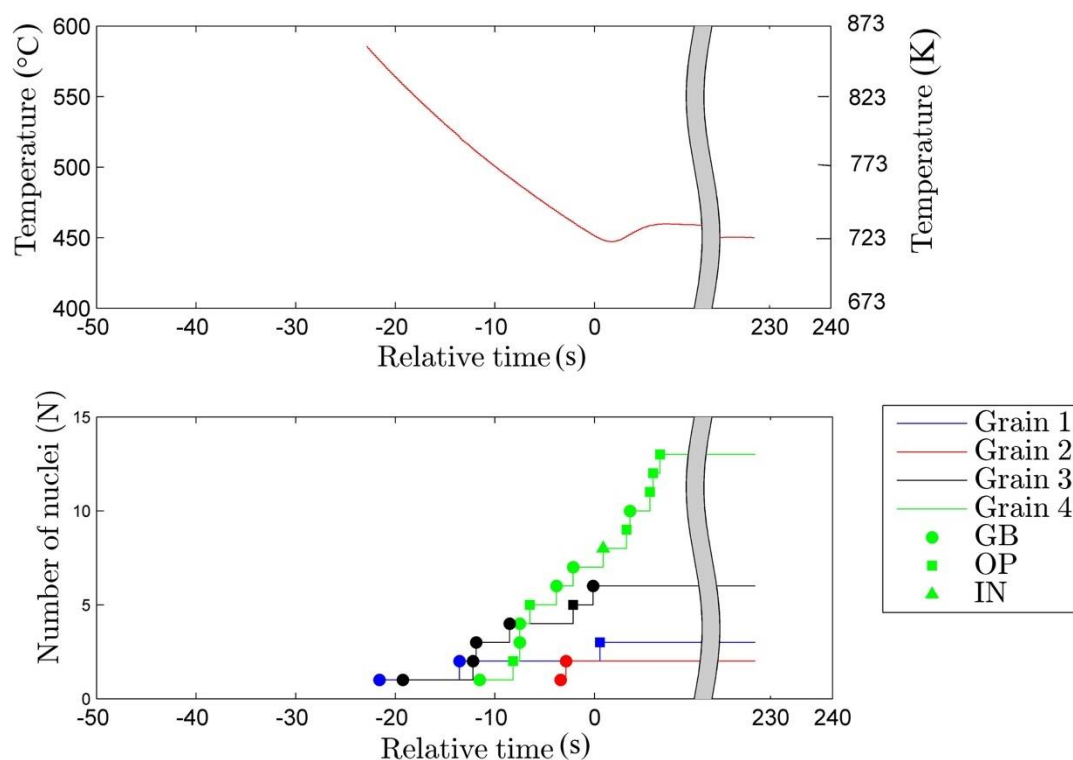 600
550
500
450
400
Temperature (°C)
873
823
773
723
673
Temperature (K)
-50 -40 -30 -20 -10 0 230 240
Relative time (s)
15
10
5
0
Number of nuclei (N)
-50 -40 -30 -20 -10 0 230 240
Relative time (s)
Grain 1
Grain 2
Grain 3
Grain 4
GB
OP
IN